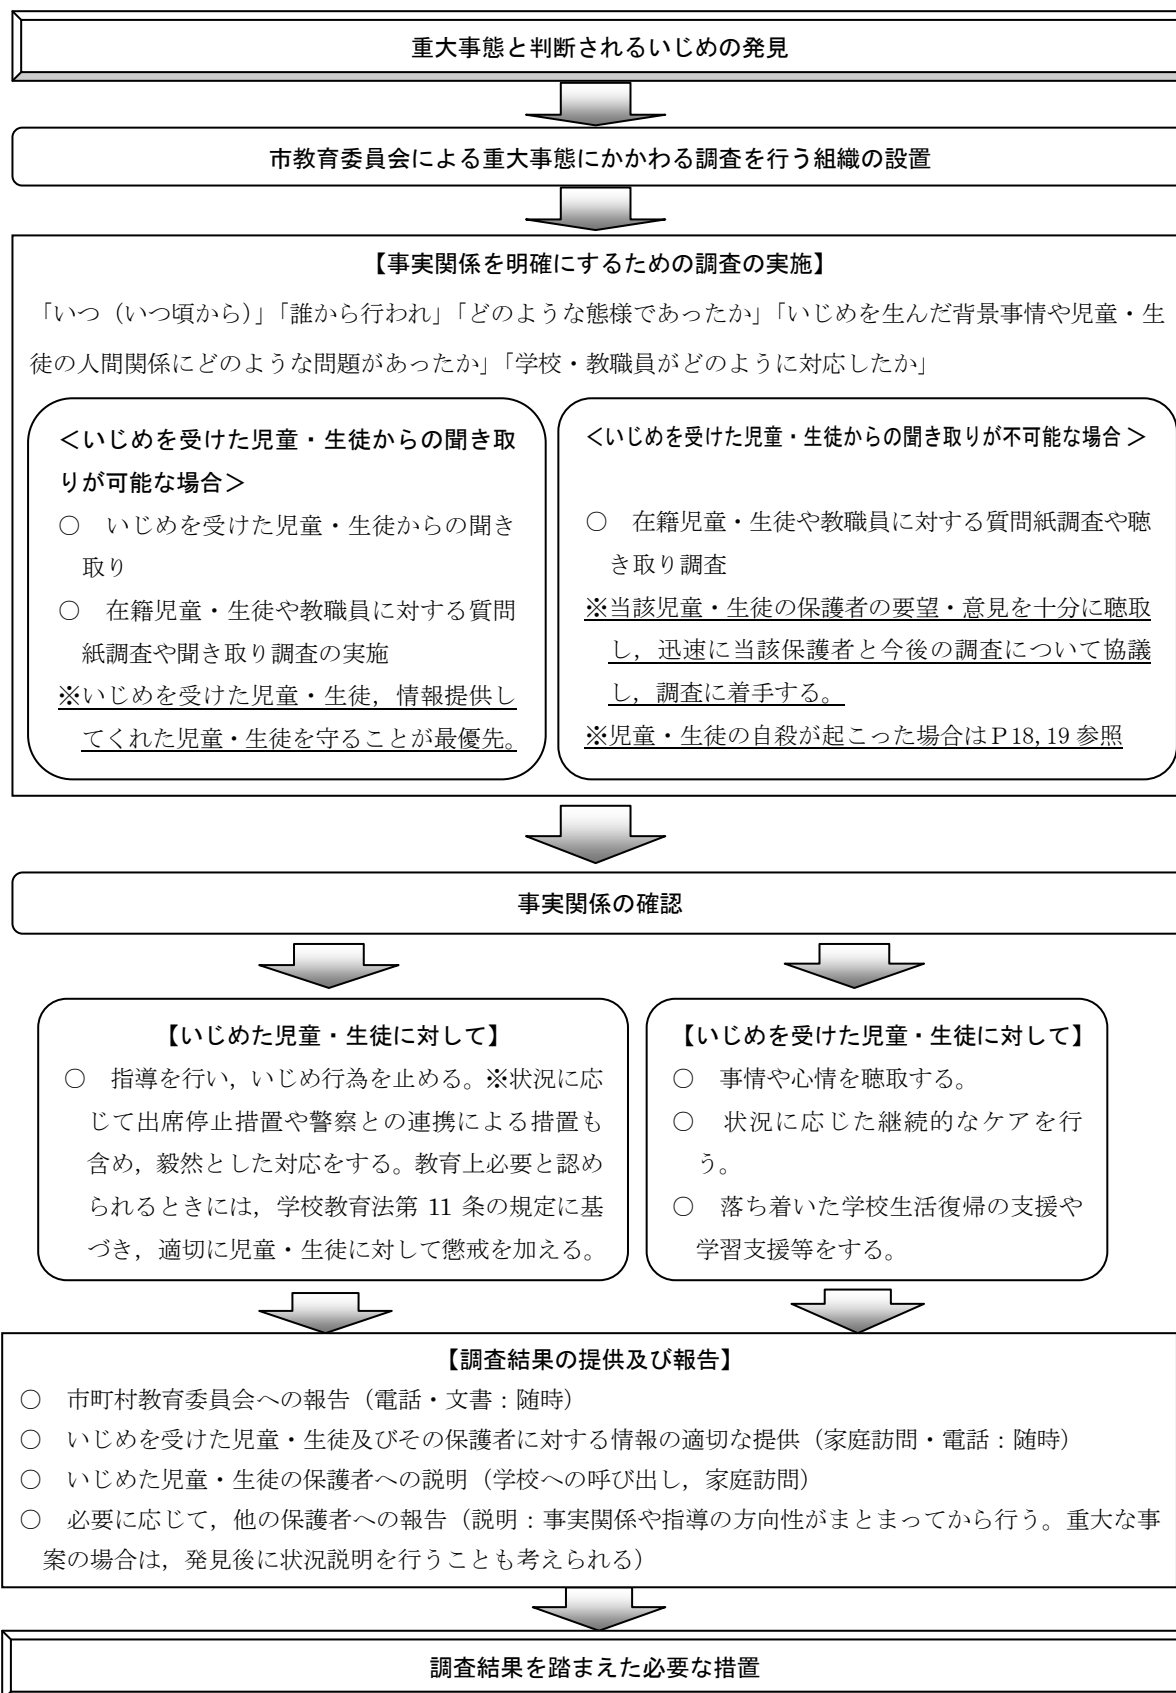 重大事態と判断されるいじめの発見
市教育委員会による重大事態にかかわる調査を行う組織の設置
【事実関係を明確にするための調査の実施】
「いつ（いつ頃から）」「誰から行われ」「どのような態様であったか」「いじめを生んだ背景事情や児童・生
徒の人間関係にどのような問題があったか」「学校・教職員がどのように対応したか」
＜いじめを受けた児童・生徒からの聞き取
りが可能な場合＞
○　いじめを受けた児童・生徒からの聞き
取り
○　在籍児童・生徒や教職員に対する質問
紙調査や聞き取り調査の実施
※いじめを受けた児童・生徒，情報提供し
てくれた児童・生徒を守ることが最優先。
＜いじめを受けた児童・生徒からの聞き取りが不可能な場合＞
○　在籍児童・生徒や教職員に対する質問紙調査や聴
き取り調査
※当該児童・生徒の保護者の要望・意見を十分に聴取
し，迅速に当該保護者と今後の調査について協議
し，調査に着手する。
※児童・生徒の自殺が起こった場合はＰ18, 19 参照
事実関係の確認
【いじめた児童・生徒に対して】
○　指導を行い，いじめ行為を止める。※状況に応
じて出席停止措置や警察との連携による措置も
含め，毅然とした対応をする。教育上必要と認め
られるときには，学校教育法第 11 条の規定に基
づき，適切に児童・生徒に対して懲戒を加える。
【いじめを受けた児童・生徒に対して】
○　事情や心情を聴取する。
○　状況に応じた継続的なケアを行
う。
○　落ち着いた学校生活復帰の支援や
学習支援等をする。
【調査結果の提供及び報告】
○　市町村教育委員会への報告（電話・文書：随時）
○　いじめを受けた児童・生徒及びその保護者に対する情報の適切な提供（家庭訪問・電話：随時）
○　いじめた児童・生徒の保護者への説明（学校への呼び出し，家庭訪問）
○　必要に応じて，他の保護者への報告（説明：事実関係や指導の方向性がまとまってから行う。重大な事
案の場合は，発見後に状況説明を行うことも考えられる）
調査結果を踏まえた必要な措置